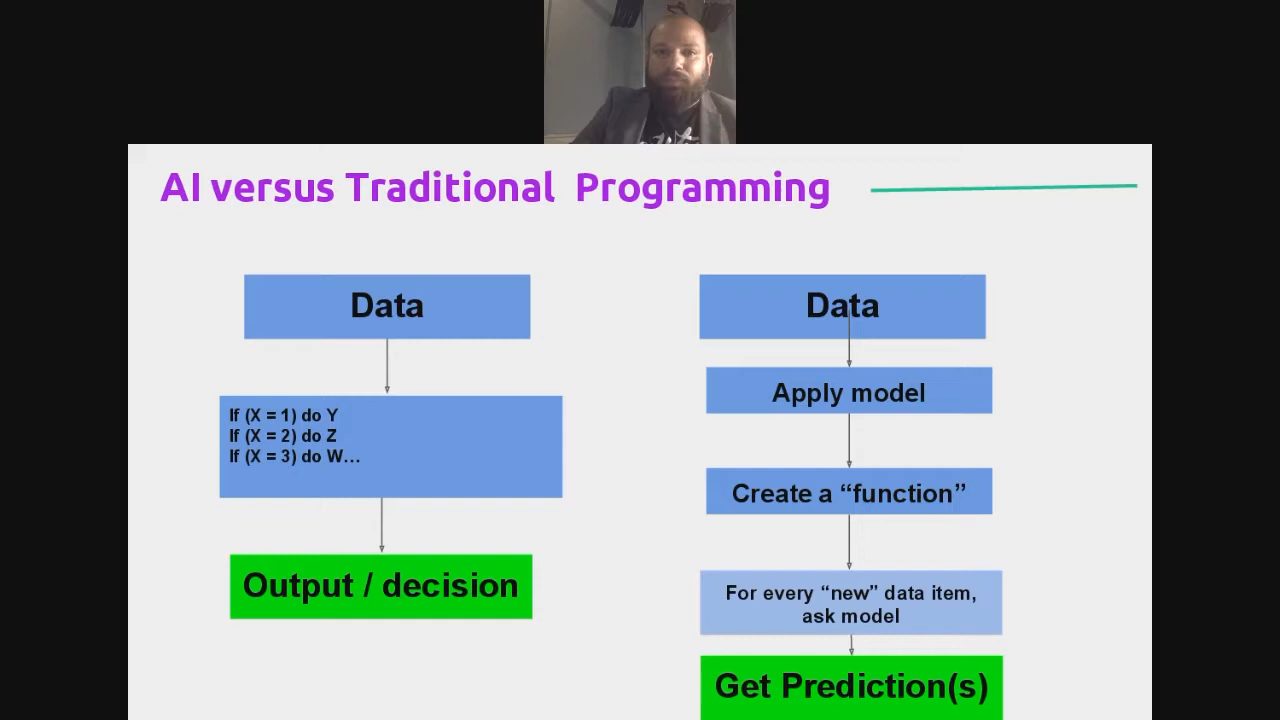 AI versus Traditional Programming
Data
If (X = 1) do Y
If (X = 2) do Z
If (X = 3) do W...
Output / decision
Data
Apply model
Create a “function”
For every “new” data item,
ask model
Get Prediction(s)